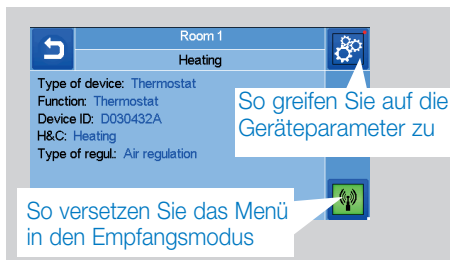 Room 1
Heating
Type of device: Thermostat
Function: Thermostat
Device ID: D030432A
H&C: Heating
Type of regul.: Air regulation
So greifen Sie auf die
Geräteparameter zu
So versetzen Sie das Menü
in den Empfangsmodus